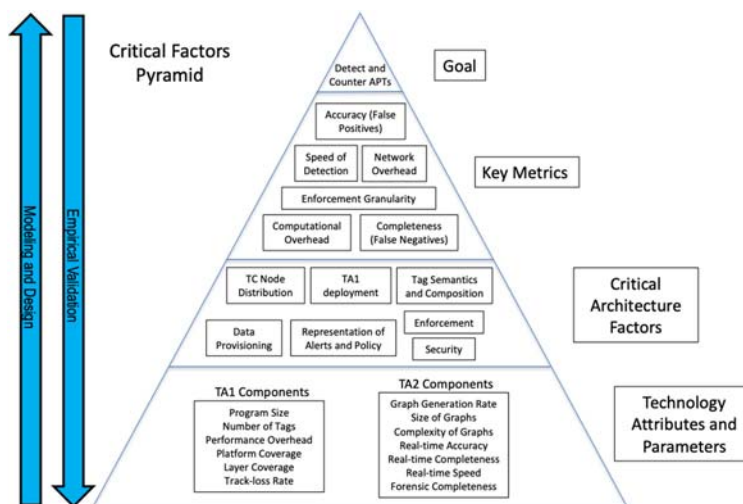 Critical Factors
Pyramid
Goal
Detect and
Counter APTs
Accuracy (False
Positives)
Speed of
Detection
Network
Overhead
Key Metrics
Enforcement Granularity
Computational
Overhead
Completeness
(False Negatives)
TC Node
Distribution
TA1
deployment
Tag Semantics
and Composition
Critical
Architecture
Factors
Data
Provisioning
Representation of
Alerts and Policy
Enforcement
Security
TA1 Components
Program Size
Number of Tags
Performance Overhead
Platform Coverage
Layer Coverage
Track-loss Rate
TA2 Components
Graph Generation Rate
Size of Graphs
Complexity of Graphs
Real-time Accuracy
Real-time Completeness
Real-time Speed
Forensic Completeness
Technology
Attributes and
Parameters
Modeling and Design
Empirical Validation